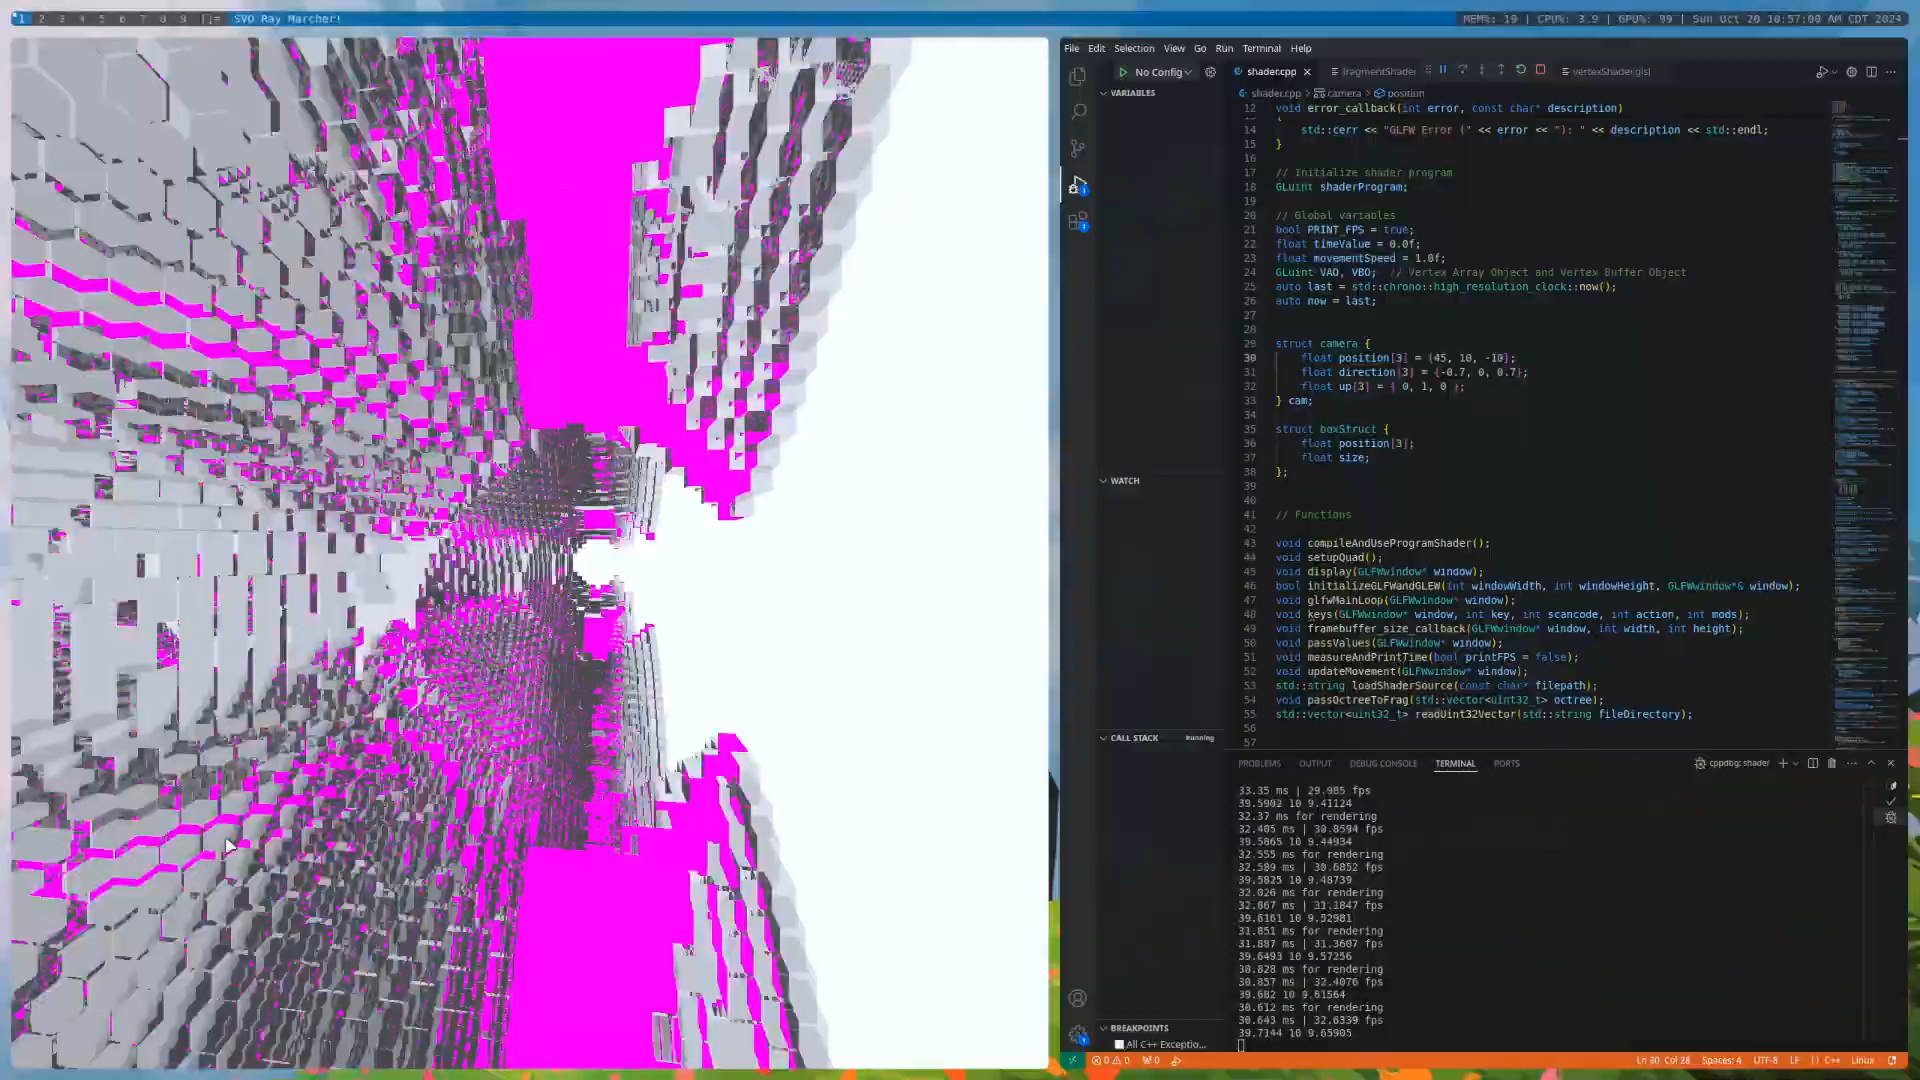 1 2 3 4 5 6 7 8 9 []= SVO Ray Marcher!
MEM%: 19 | CPU%: 3.9 | GPU%: 99 | Sun Oct 20 10:57:00 AM CDT 2024
File Edit Selection View Go Run Terminal Help
No Config
shader.cpp
fragmentShader
vertexShader.glsl
VARIABLES
shader.cpp > camera > position
12 void error_callback(int error, const char* description)
14 std::cerr << "GLFW Error (" << error << "): " << description << std::endl;
15 }
16
17 // Initialize shader program
18 GLuint shaderProgram;
19
20 // Global variables
21 bool PRINT_FPS = true;
22 float timeValue = 0.0f;
23 float movementSpeed = 1.0f;
24 GLuint VAO, VBO; // Vertex Array Object and Vertex Buffer Object
25 auto last = std::chrono::high_resolution_clock::now();
26 auto now = last;
27
28
29 struct camera {
30 float position[3] = {45, 10, -10};
31 float direction[3] = {-0.7, 0, 0.7};
32 float up[3] = { 0, 1, 0 };
33 } cam;
34
35 struct boxStruct {
36 float position[3];
37 float size;
38 };
39
40
41 // Functions
42
43 void compileAndUseProgramShader();
44 void setupQuad();
45 void display(GLFWwindow* window);
46 bool initializeGLFWandGLEW(int windowWidth, int windowHeight, GLFWwindow*& window);
47 void glfwMainLoop(GLFWwindow* window);
48 void keys(GLFWwindow* window, int key, int scancode, int action, int mods);
49 void framebuffer_size_callback(GLFWwindow* window, int width, int height);
50 void passValues(GLFWwindow* window);
51 void measureAndPrintTime(bool printFPS = false);
52 void updateMovement(GLFWwindow* window);
53 std::string loadShaderSource(const char* filepath);
54 void passOctreeToFrag(std::vector<uint32_t> octree);
55 std::vector<uint32_t> readUint32Vector(std::string fileDirectory);
56
57
WATCH
CALL STACK Running
BREAKPOINTS
All C++ Exceptio...
PROBLEMS OUTPUT DEBUG CONSOLE TERMINAL PORTS
cppdbg: shader
33.35 ms | 29.985 fps
39.5902 10 9.41124
32.37 ms for rendering
32.405 ms | 30.8594 fps
39.5865 10 9.44934
32.555 ms for rendering
32.589 ms | 30.6852 fps
39.5825 10 9.48739
32.026 ms for rendering
32.067 ms | 31.1847 fps
39.6161 10 9.52981
31.851 ms for rendering
31.887 ms | 31.3607 fps
39.6493 10 9.57256
30.828 ms for rendering
30.857 ms | 32.4076 fps
39.682 10 9.61564
30.612 ms for rendering
30.643 ms | 32.6339 fps
39.7144 10 9.65905
0 0 0
Ln 30, Col 28 Spaces: 4 UTF-8 LF {} C++ Linux